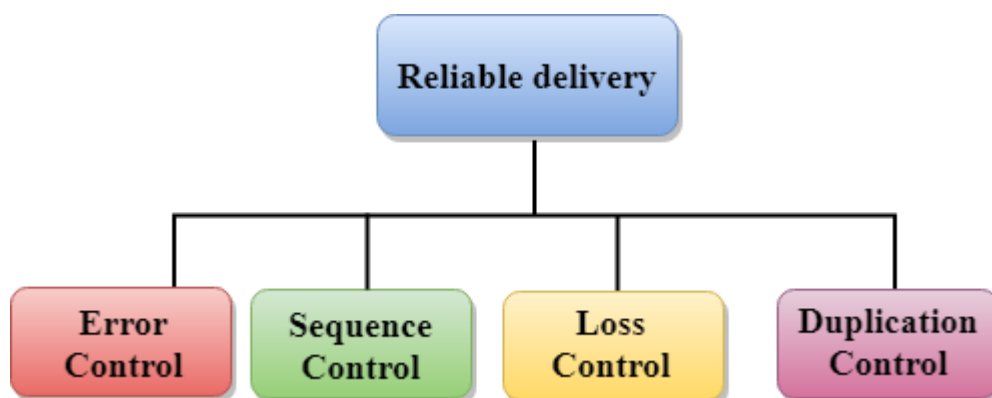 Reliable delivery
Error
Control
Sequence
Control
Loss
Control
Duplication
Control